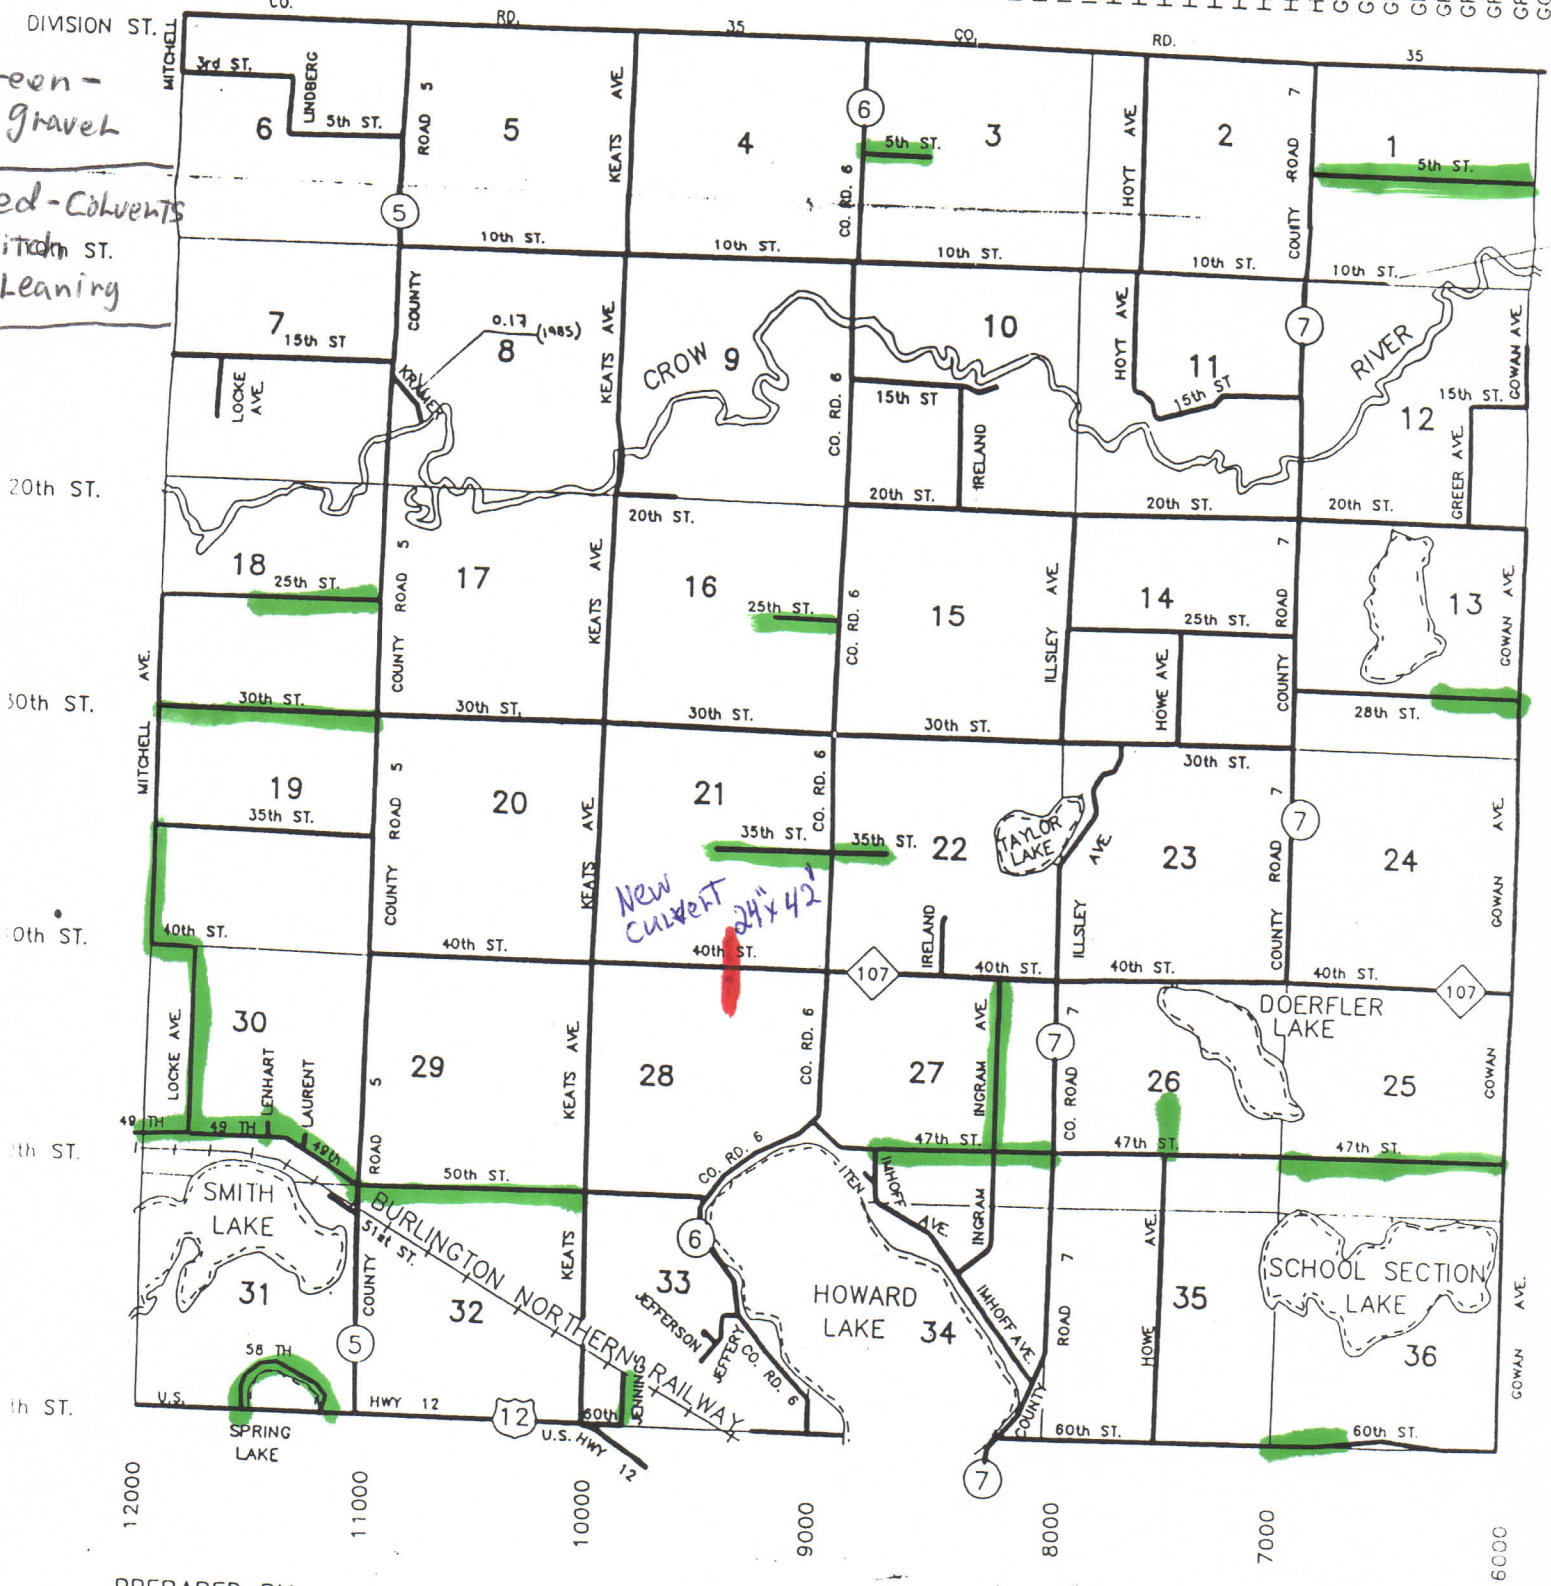 CO.
RD.
35
CO.
RD.
35
DIVISION ST.
MITCHELL
3rd ST.
LINDBERG
5th ST.
6
ROAD 5
5
KEATS AVE.
4
6
5th ST.
3
CO. RD. 6
HOYT AVE.
2
COUNTY ROAD 7
1
5th ST.
een -
gravel
ed - Colverts
ST.
Leaning
5
10th ST.
10th ST.
10th ST.
10th ST.
10th ST.
7
15th ST
LOCKE AVE.
COUNTY
KRAMER
0.17
(1985)
8
KEATS AVE.
CROW
9
CO. RD. 6
10
15th ST
IRELAND
HOYT AVE.
11
15th ST
7
RIVER
12
15th ST.
GOWAN AVE.
GREER AVE.
20th ST.
20th ST.
20th ST.
20th ST.
20th ST.
18
25th ST.
COUNTY ROAD 5
17
KEATS AVE.
16
25th ST.
CO. RD. 6
15
ILLSLEY AVE.
14
25th ST.
HOWE AVE.
COUNTY ROAD 7
13
GOWAN AVE.
28th ST.
30th ST.
MITCHELL AVE.
30th ST.
30th ST.
30th ST.
30th ST.
30th ST.
19
35th ST.
COUNTY ROAD 5
20
KEATS AVE.
21
35th ST.
CO. RD. 6
35th ST.
22
TAYLOR
LAKE
AVE.
23
COUNTY ROAD 7
7
24
GOWAN AVE.
New
Culvert
24" x 42'
0th ST.
40th ST.
40th ST.
40th ST.
107
IRELAND
40th ST.
ILLSLEY
40th ST.
40th ST.
107
30
LOCKE AVE.
LENHART
LAURENT
49 TH
49 TH
49th
29
ROAD 5
KEATS AVE.
28
CO. RD. 6
27
INGRAM AVE.
7
CO. ROAD 7
26
DOERFLER
LAKE
25
GOWAN
th ST.
50th ST.
CO. RD. 6
47th ST.
47th ST.
47th ST.
SMITH
LAKE
51st ST.
BURLINGTON NORTHERN RAILWAY
31
COUNTY
5
32
KEATS
6
33
JEFFERSON
JEFFERY
CO. RD. 6
ITEN
IMHOFF AVE.
INGRAM
HOWARD
LAKE
34
IMHOFF AVE.
COUNTY ROAD 7
HOWE AVE.
35
SCHOOL SECTION
LAKE
36
GOWAN AVE.
58 TH
th ST.
U.S.
HWY 12
12
60th
JENNINGS
U.S. HWY 12
SPRING
LAKE
7
60th ST.
60th ST.
12000
11000
10000
9000
8000
7000
6000